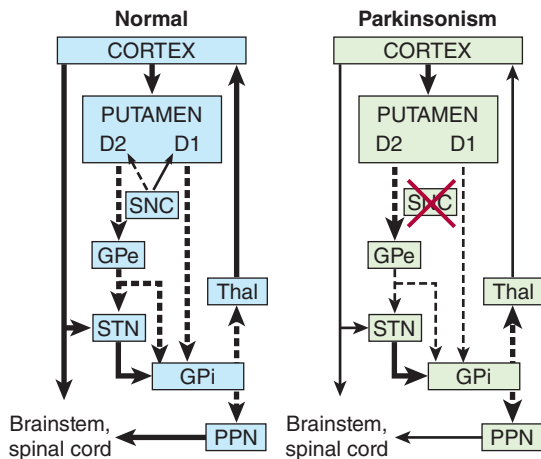 Normal
CORTEX
PUTAMEN
D2 D1
SNC
GPe
Thal
STN
GPi
Brainstem,
spinal cord
PPN
Parkinsonism
CORTEX
PUTAMEN
D2 D1
SNC
GPe
Thal
STN
GPi
Brainstem,
spinal cord
PPN